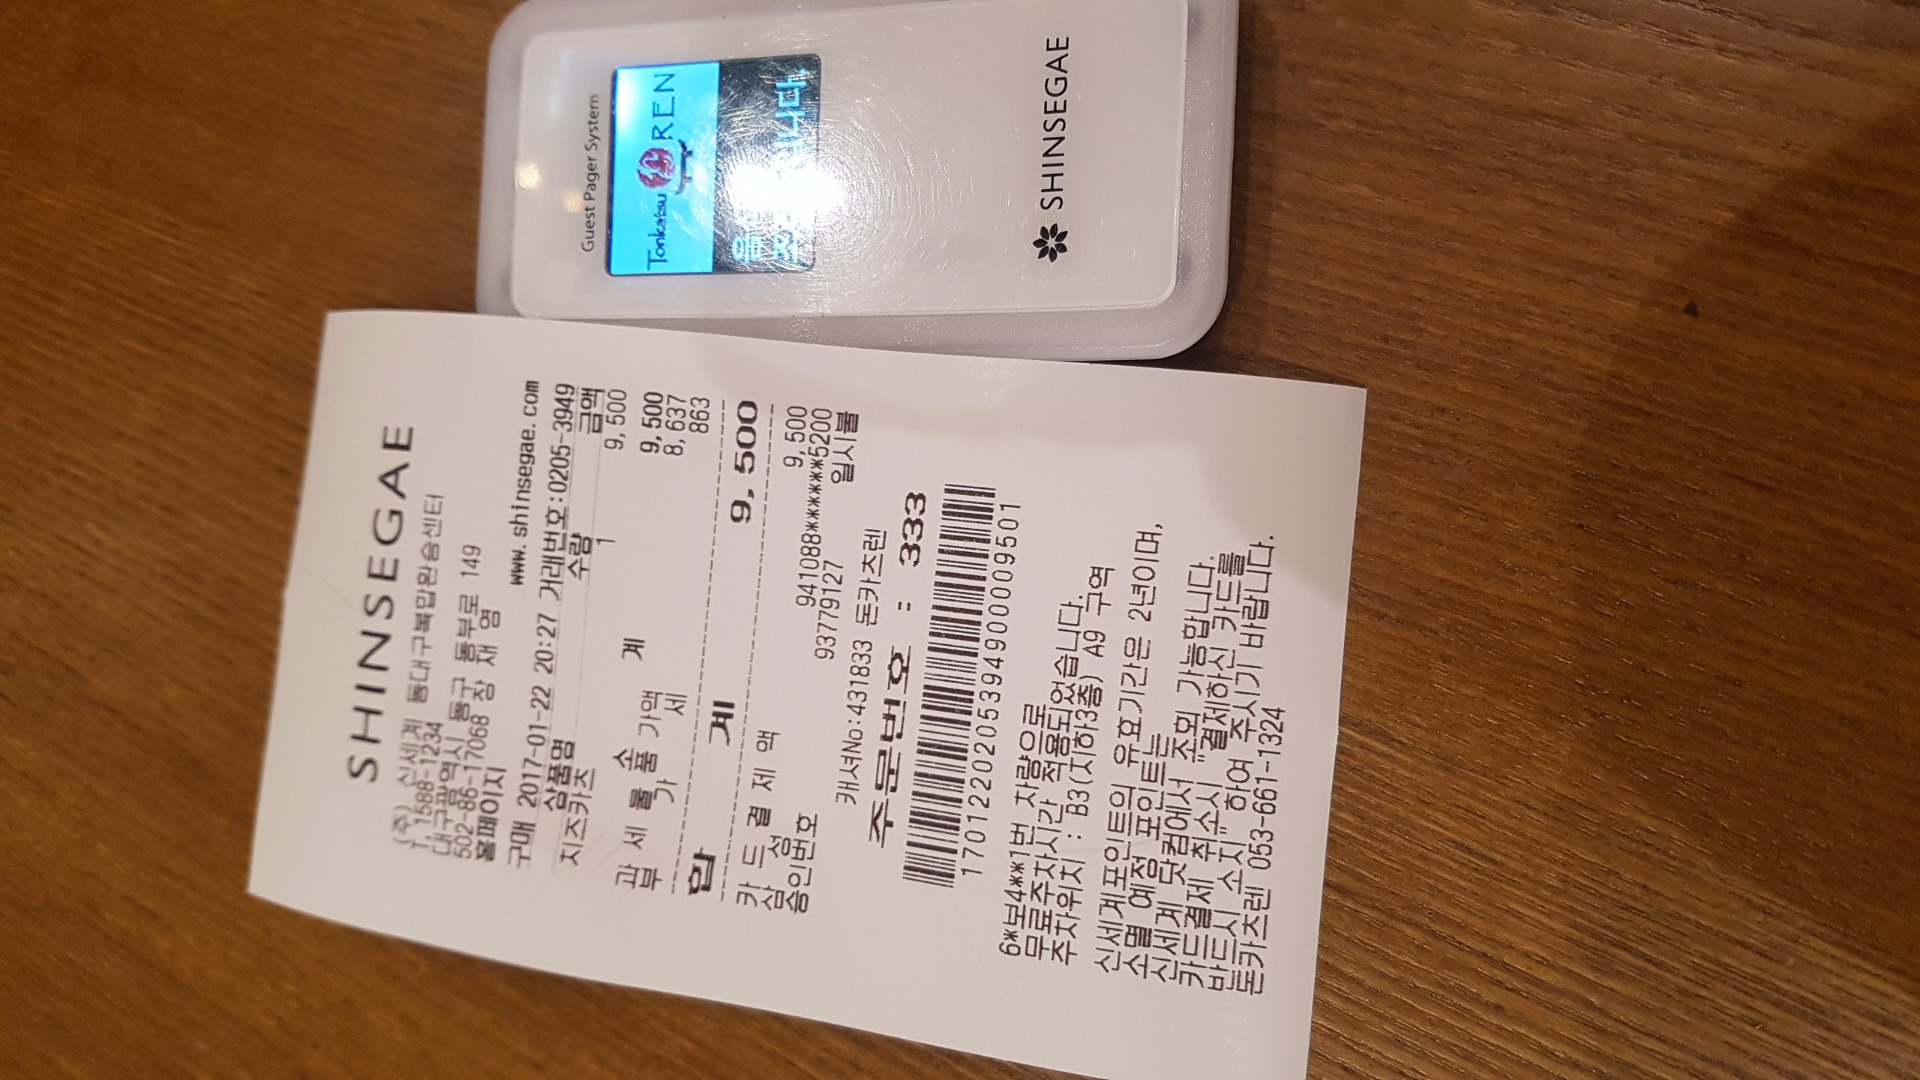 SHINSEGAE
(주) 신세계 동대구복합환승센터
T. 1588-1234
대구광역시 동구 동부로 149
502-86-17068 장 재 영
홈페이지 www.shinsegae.com
구매 2017-01-22 20:27 거래번호:0205-3949
상품명 수량 금액
치즈카츠 1 9,500
소 계 9,500
과 세 물 품 가 액 8,637
부 가 세 863
합 계 9,500
카 드 결 제 액 9,500
삼 성 941088******5200
승인번호 93779127 일시불
캐셔No:431833 돈카츠렌
주문번호 : 333
17012202053949000009501
6*보4**1번 차량으로
무료주차시간 적용되었습니다.
주차위치 : B3(지하3층) A9 구역
신세계포인트의 유효기간은 2년이며,
소멸 예정 포인트는
신세계 닷컴에서 조회 가능합니다.
카드결제 취소시 "결제하신 카드를
반드시 소지" 하여 주시기 바랍니다.
돈카츠렌 053-661-1324
Guest Pager System
Tonkatsu REN
SHINSEGAE